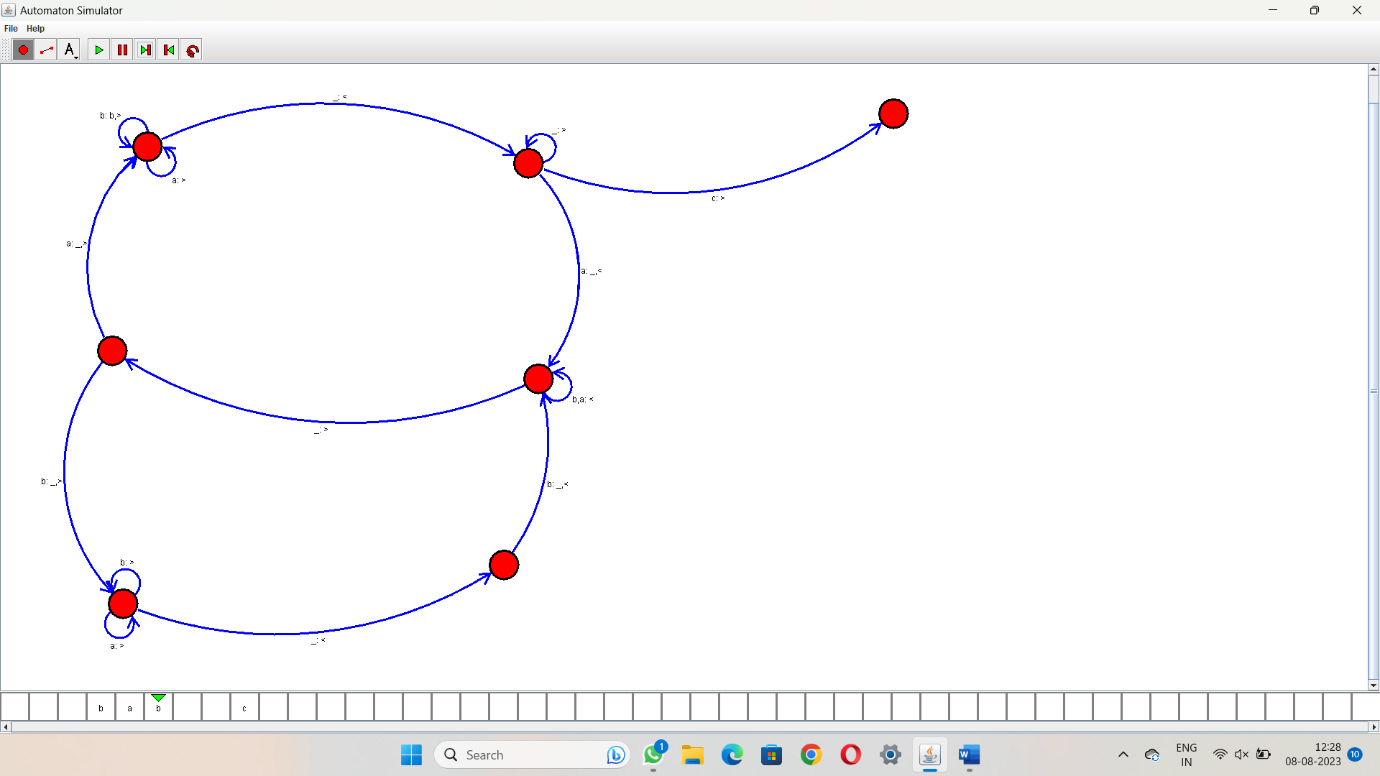 Automaton Simulator
File Help
A
_: <
b: b,>
_: >
a: >
c: >
a: _,>
a: _,<
b,a: <
_: >
b: _,>
b: _,<
b: >
_: <
a: >
b a b c
Search
1
ENG
IN
12:28
08-08-2023
10